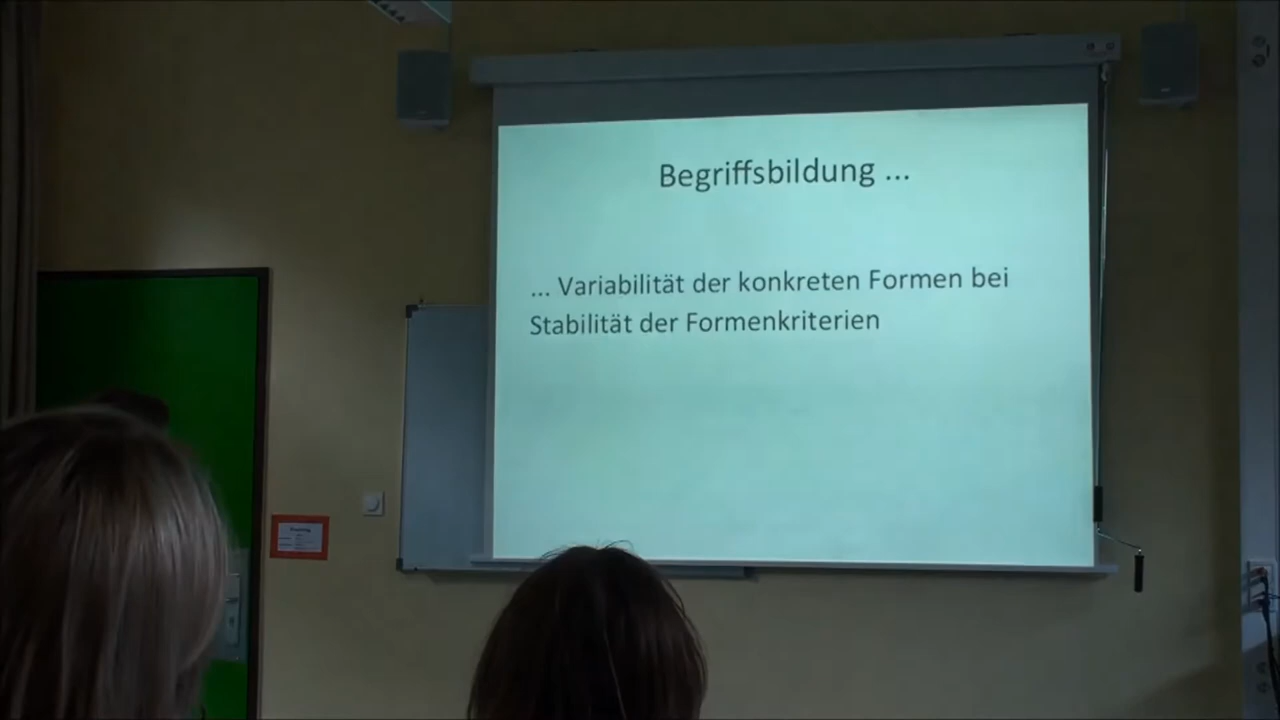 Begriffsbildung ...
... Variabilität der konkreten Formen bei
Stabilität der Formenkriterien